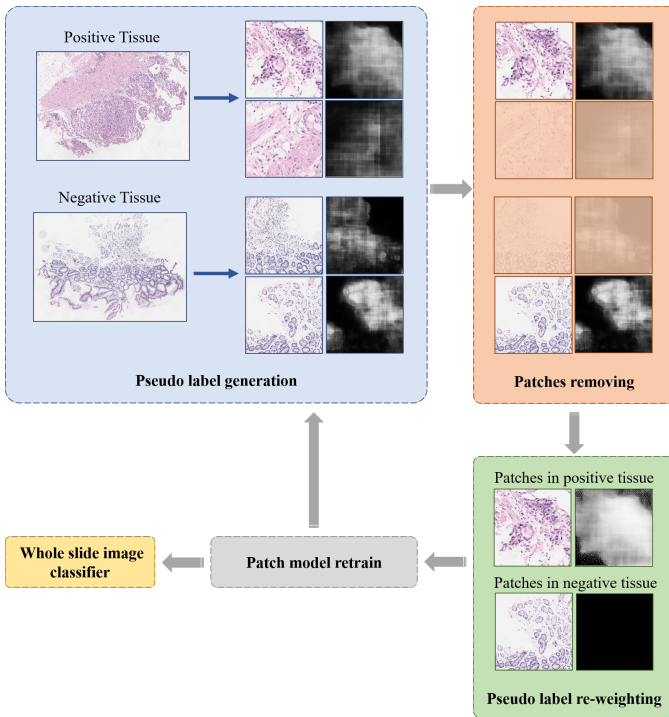 Positive Tissue
Negative Tissue
Pseudo label generation
Patches removing
Patches in positive tissue
Patches in negative tissue
Pseudo label re-weighting
Patch model retrain
Whole slide image
classifier